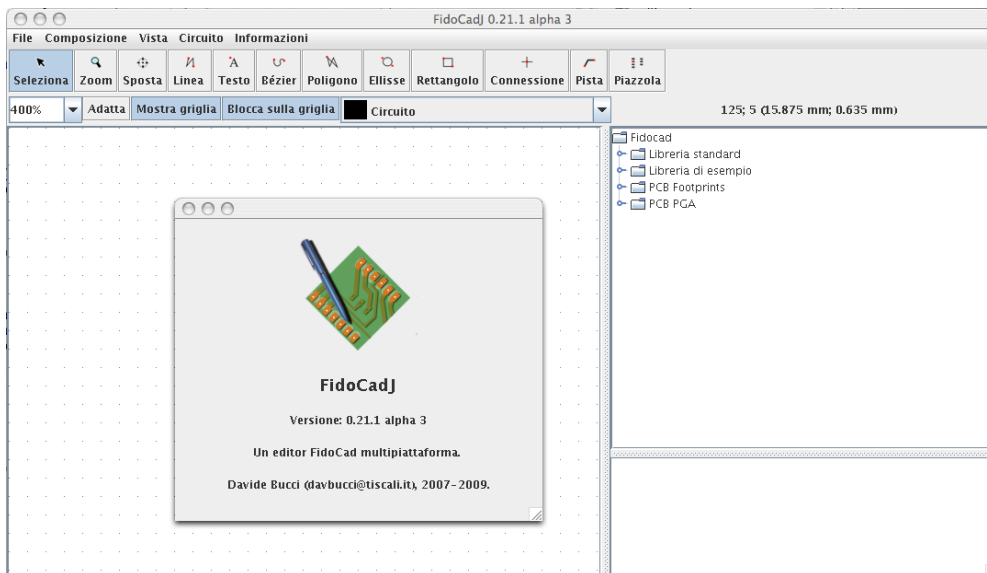 FidoCadJ 0.21.1 alpha 3
File Composizione Vista Circuito Informazioni
Seleziona Zoom Sposta Linea Testo Bézier Poligono Ellisse Rettangolo Connessione Pista Piazzola
400% Adatta Mostra griglia Blocca sulla griglia Circuito 125; 5 (15.875 mm; 0.635 mm)
Fidocad
Libreria standard
Libreria di esempio
PCB Footprints
PCB PGA
FidoCadJ
Versione: 0.21.1 alpha 3
Un editor FidoCad multipiattaforma.
Davide Bucci (davbucci@tiscali.it), 2007-2009.